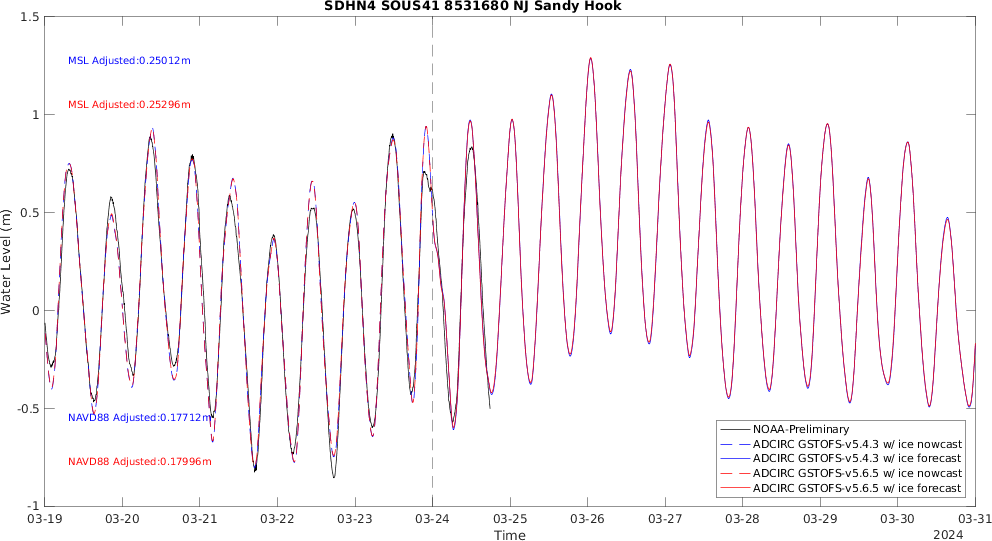 SDHN4 SOUS41 8531680 NJ Sandy Hook
1.5
1
0.5
0
-0.5
-1
Water Level (m)
MSL Adjusted:0.25012m
MSL Adjusted:0.25296m
NAVD88 Adjusted:0.17712m
NAVD88 Adjusted:0.17996m
NOAA-Preliminary
ADCIRC GSTOFS-v5.4.3 w/ ice nowcast
ADCIRC GSTOFS-v5.4.3 w/ ice forecast
ADCIRC GSTOFS-v5.6.5 w/ ice nowcast
ADCIRC GSTOFS-v5.6.5 w/ ice forecast
03-19 03-20 03-21 03-22 03-23 03-24 03-25 03-26 03-27 03-28 03-29 03-30 03-31
Time
2024